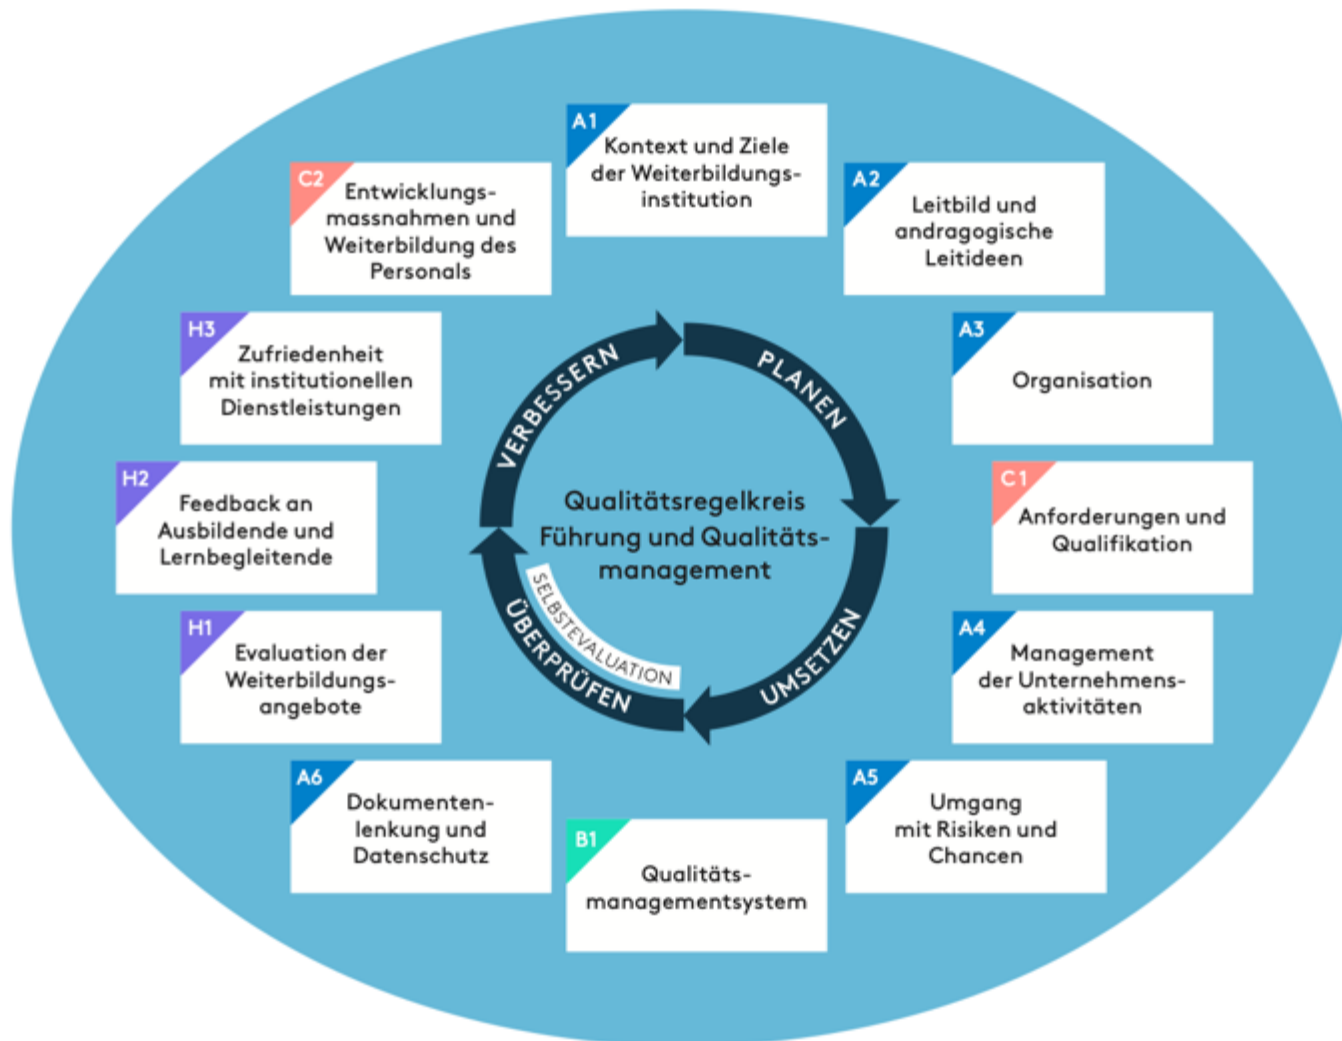 A1
Kontext und Ziele
der Weiterbildungs-
institution
A2
Leitbild und
andragogische
Leitideen
A3
Organisation
C1
Anforderungen und
Qualifikation
A4
Management
der Unternehmens-
aktivitäten
A5
Umgang
mit Risiken und
Chancen
B1
Qualitäts-
managementsystem
A6
Dokumenten-
lenkung und
Datenschutz
H1
Evaluation der
Weiterbildungs-
angebote
H2
Feedback an
Ausbildende und
Lernbegleitende
H3
Zufriedenheit
mit institutionellen
Dienstleistungen
C2
Entwicklungs-
massnahmen und
Weiterbildung des
Personals
PLANEN
UMSETZEN
ÜBERPRÜFEN
SELBSTEVALUATION
VERBESSERN
Qualitätsregelkreis
Führung und Qualitäts-
management